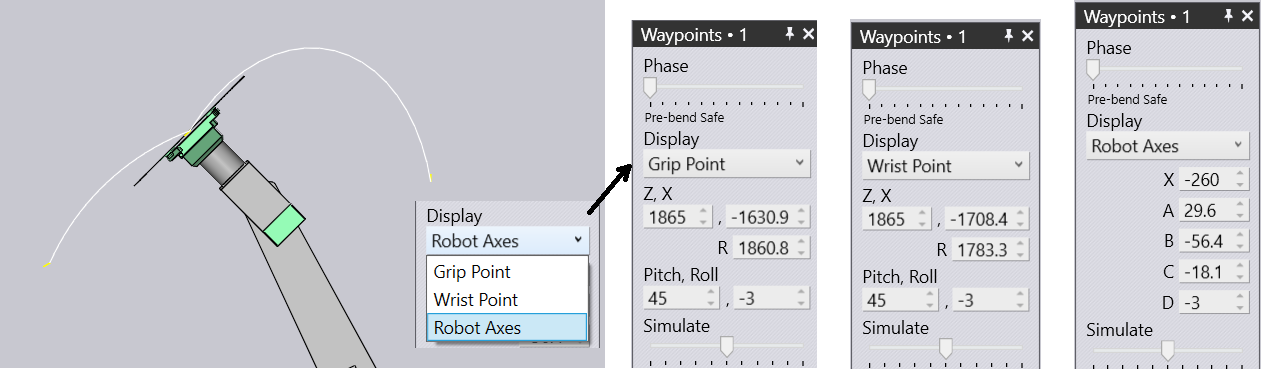 Display
Robot Axes
Grip Point
Wrist Point
Robot Axes
Waypoints • 1
Phase
Pre-bend Safe
Display
Grip Point
Z, X
1865 , -1630.9
R 1860.8
Pitch, Roll
45 , -3
Simulate
Waypoints • 1
Phase
Pre-bend Safe
Display
Wrist Point
Z, X
1865 , -1708.4
R 1783.3
Pitch, Roll
45 , -3
Simulate
Waypoints • 1
Phase
Pre-bend Safe
Display
Robot Axes
X -260
A 29.6
B -56.4
C -18.1
D -3
Simulate